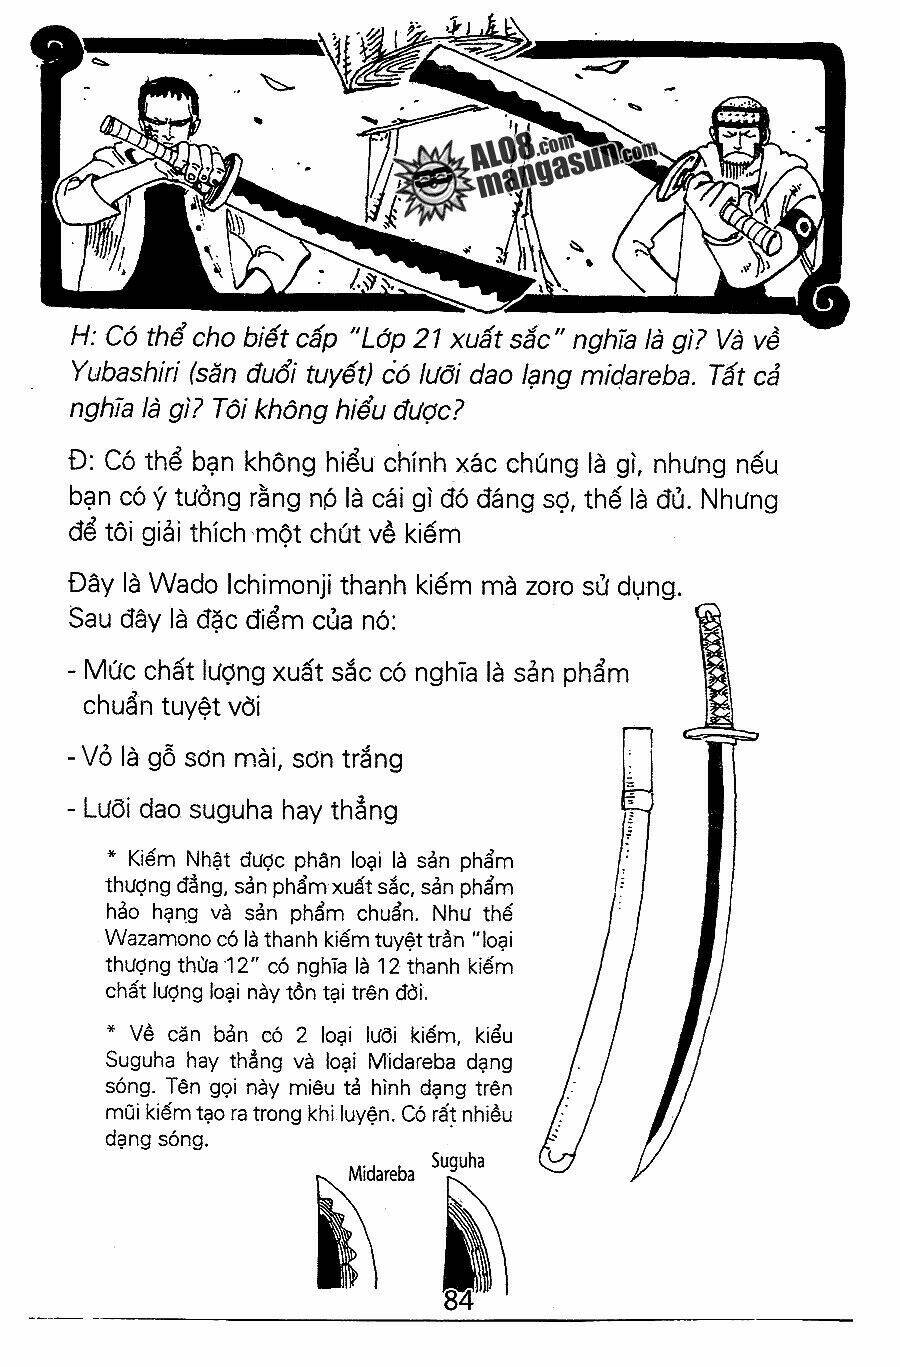 AL08.com
mangasun.com
H: Có thể cho biết cấp "Lớp 21 xuất sắc" nghĩa là gì? Và về
Yubashiri (săn đuổi tuyết) có lưỡi dao lạng midareba. Tất cả
nghĩa là gì? Tôi không hiểu được?
Đ: Có thể bạn không hiểu chính xác chúng là gì, nhưng nếu
bạn có ý tưởng rằng nó là cái gì đó đáng sợ, thế là đủ. Nhưng
để tôi giải thích một chút về kiếm
Đây là Wado Ichimonji thanh kiếm mà zoro sử dụng.
Sau đây là đặc điểm của nó:
- Mức chất lượng xuất sắc có nghĩa là sản phẩm
chuẩn tuyệt vời
- Vỏ là gỗ sơn mài, sơn trắng
- Lưỡi dao suguha hay thẳng
* Kiếm Nhật được phân loại là sản phẩm
thượng đẳng, sản phẩm xuất sắc, sản phẩm
hảo hạng và sản phẩm chuẩn. Như thế
Wazamono có là thanh kiếm tuyệt trần "loại
thượng thừa 12" có nghĩa là 12 thanh kiếm
chất lượng loại này tồn tại trên đời.
* Về căn bản có 2 loại lưỡi kiếm, kiểu
Suguha hay thẳng và loại Midareba dạng
sóng. Tên gọi này miêu tả hình dạng trên
mũi kiếm tạo ra trong khi luyện. Có rất nhiều
dạng sóng.
Midareba
Suguha
84